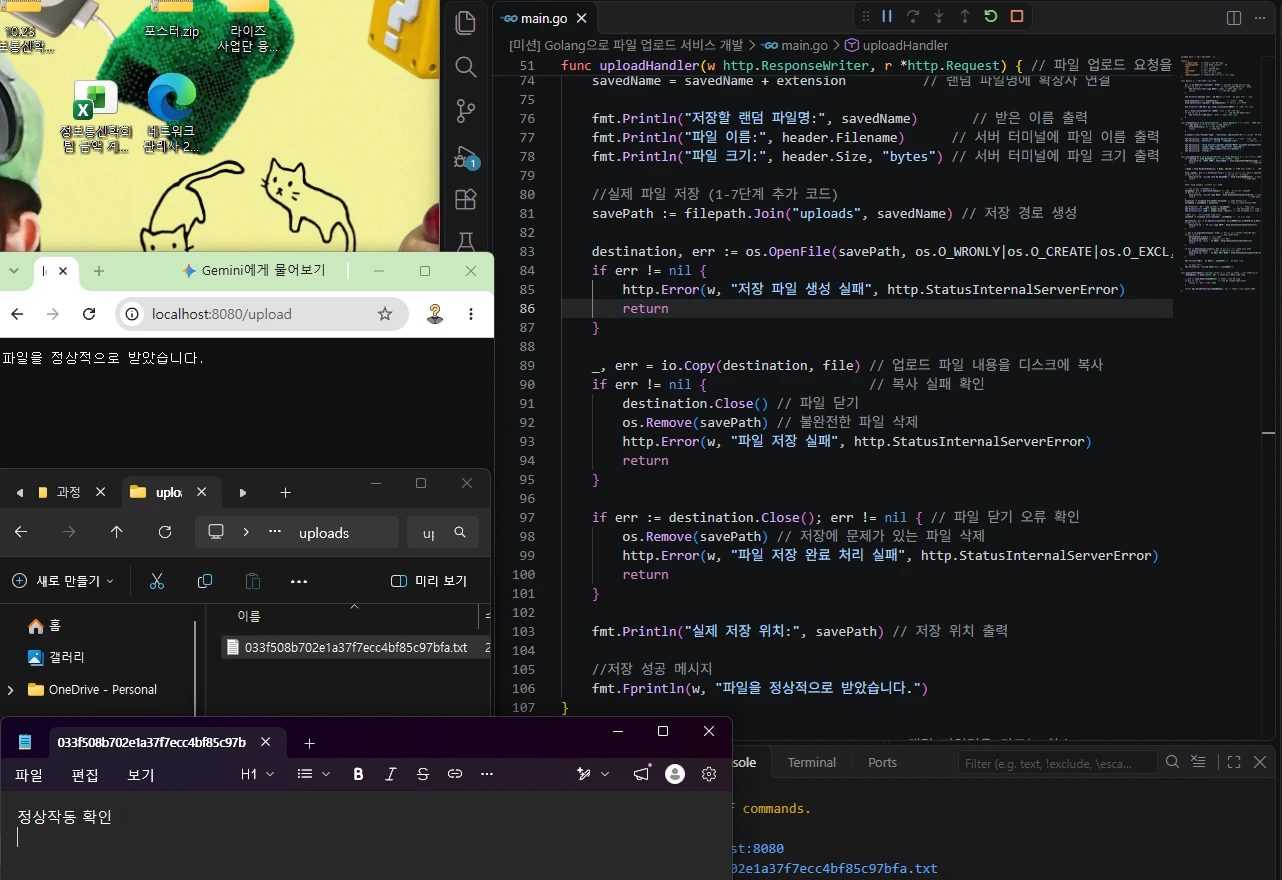 10.23
보통신학...
포스터.zip
라이즈
사업단 융...
정보통신학회
팀 금액 게...
네트워크
관리사 2...
main.go
[미션] Golang으로 파일 업로드 서비스 개발 > main.go > uploadHandler
51 func uploadHandler(w http.ResponseWriter, r *http.Request) { // 파일 업로드 요청을
74 savedName = savedName + extension // 랜덤 파일명에 확장자 연결
75
76 fmt.Println("저장할 랜덤 파일명:", savedName) // 받은 이름 출력
77 fmt.Println("파일 이름:", header.Filename) // 서버 터미널에 파일 이름 출력
78 fmt.Println("파일 크기:", header.Size, "bytes") // 서버 터미널에 파일 크기 출력
79
80 //실제 파일 저장 (1-7단계 추가 코드)
81 savePath := filepath.Join("uploads", savedName) // 저장 경로 생성
82
83 destination, err := os.OpenFile(savePath, os.O_WRONLY|os.O_CREATE|os.O_EXCL,
84 if err != nil {
85 http.Error(w, "저장 파일 생성 실패", http.StatusInternalServerError)
86 return
87 }
88
89 _, err = io.Copy(destination, file) // 업로드 파일 내용을 디스크에 복사
90 if err != nil { // 복사 실패 확인
91 destination.Close() // 파일 닫기
92 os.Remove(savePath) // 불완전한 파일 삭제
93 http.Error(w, "파일 저장 실패", http.StatusInternalServerError)
94 return
95 }
96
97 if err := destination.Close(); err != nil { // 파일 닫기 오류 확인
98 os.Remove(savePath) // 저장에 문제가 있는 파일 삭제
99 http.Error(w, "파일 저장 완료 처리 실패", http.StatusInternalServerError)
100 return
101 }
102
103 fmt.Println("실제 저장 위치:", savePath) // 저장 위치 출력
104
105 //저장 성공 메시지
106 fmt.Fprintln(w, "파일을 정상적으로 받았습니다.")
107 }
1
Gemini에게 물어보기
localhost:8080/upload
파일을 정상적으로 받았습니다.
과정
uploa
uploads
up
새로 만들기
미리 보기
이름
홈
갤러리
OneDrive - Personal
033f508b702e1a37f7ecc4bf85c97bfa.txt 2
033f508b702e1a37f7ecc4bf85c97b
파일 편집 보기 H1 B I S
정상작동 확인
sole Terminal Ports Filter (e.g. text, !exclude, \esca...
f commands.
st:8080
02e1a37f7ecc4bf85c97bfa.txt